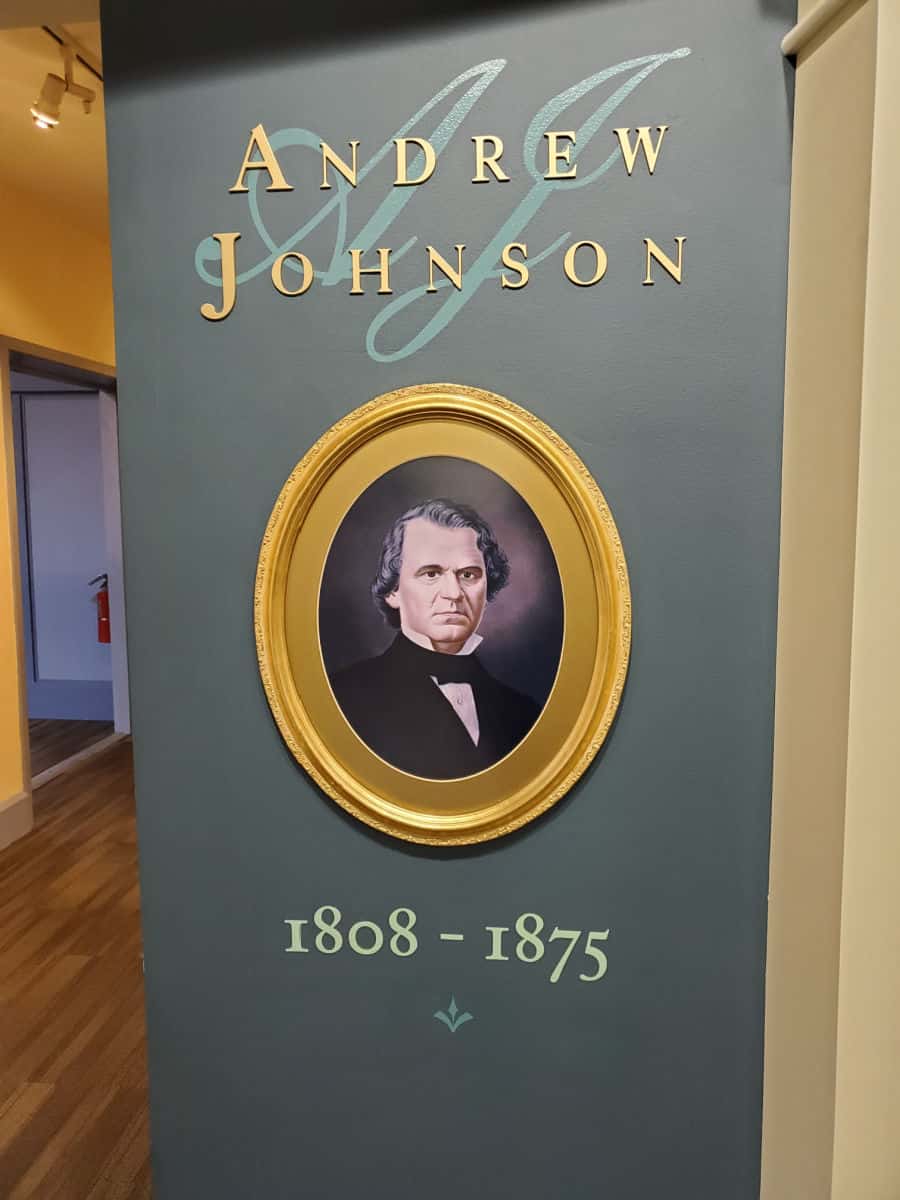 AJ
ANDREW
JOHNSON
1808 - 1875